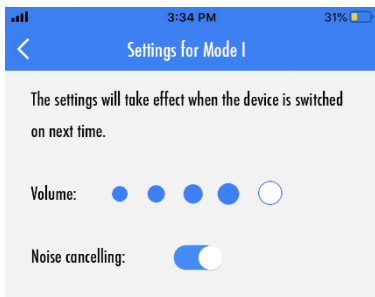 3:34 PM
31%
Settings for Mode I
The settings will take effect when the device is switched
on next time.
Volume:
Noise cancelling: